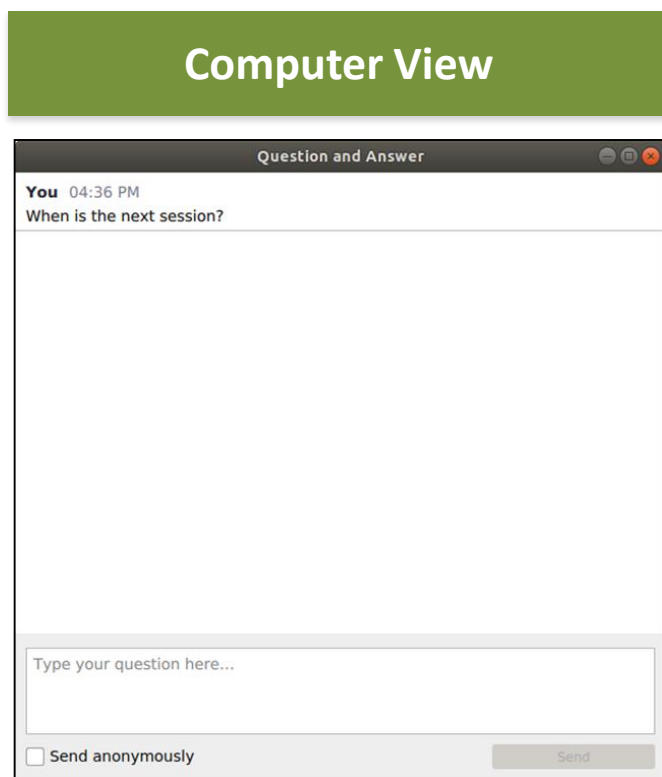 Computer View
Question and Answer
You 04:36 PM
When is the next session?
Type your question here...
Send anonymously
Send